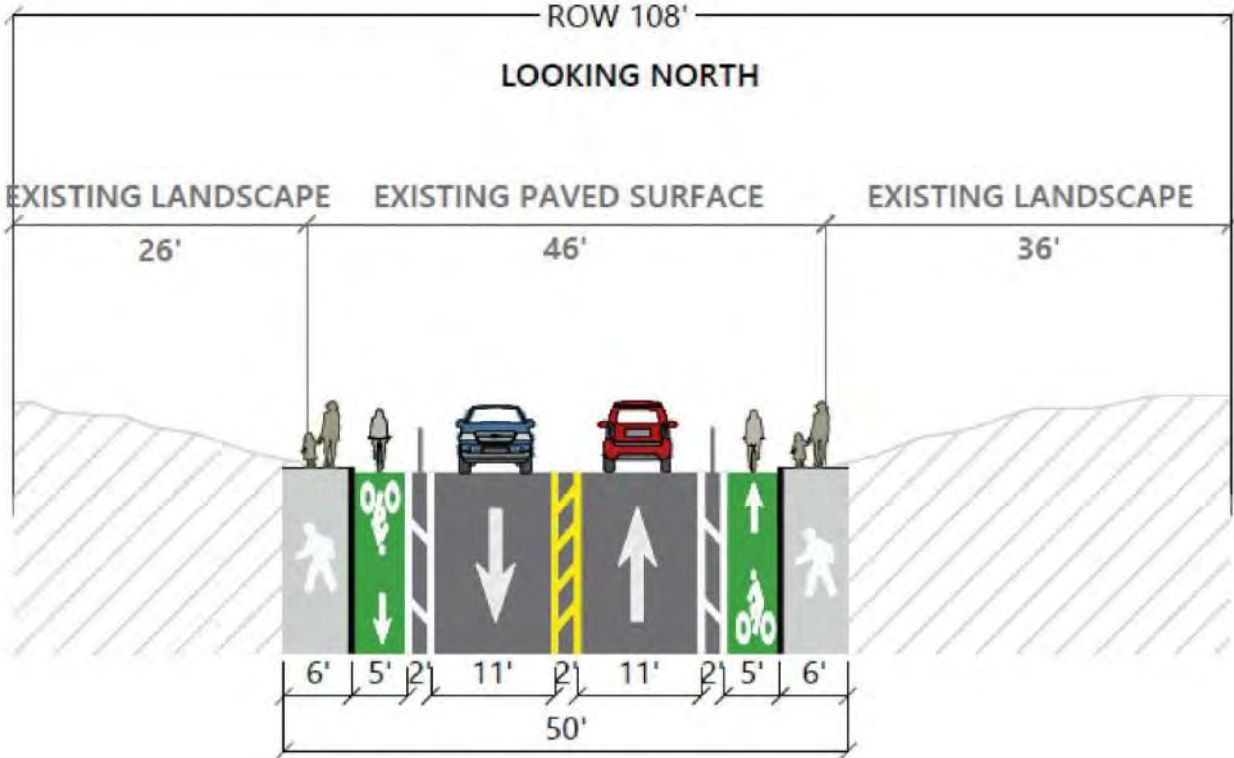 ROW 108'
LOOKING NORTH
EXISTING LANDSCAPE EXISTING PAVED SURFACE EXISTING LANDSCAPE
26' 46' 36'
6' 5' 2' 11' 2' 11' 2' 5' 6'
50'